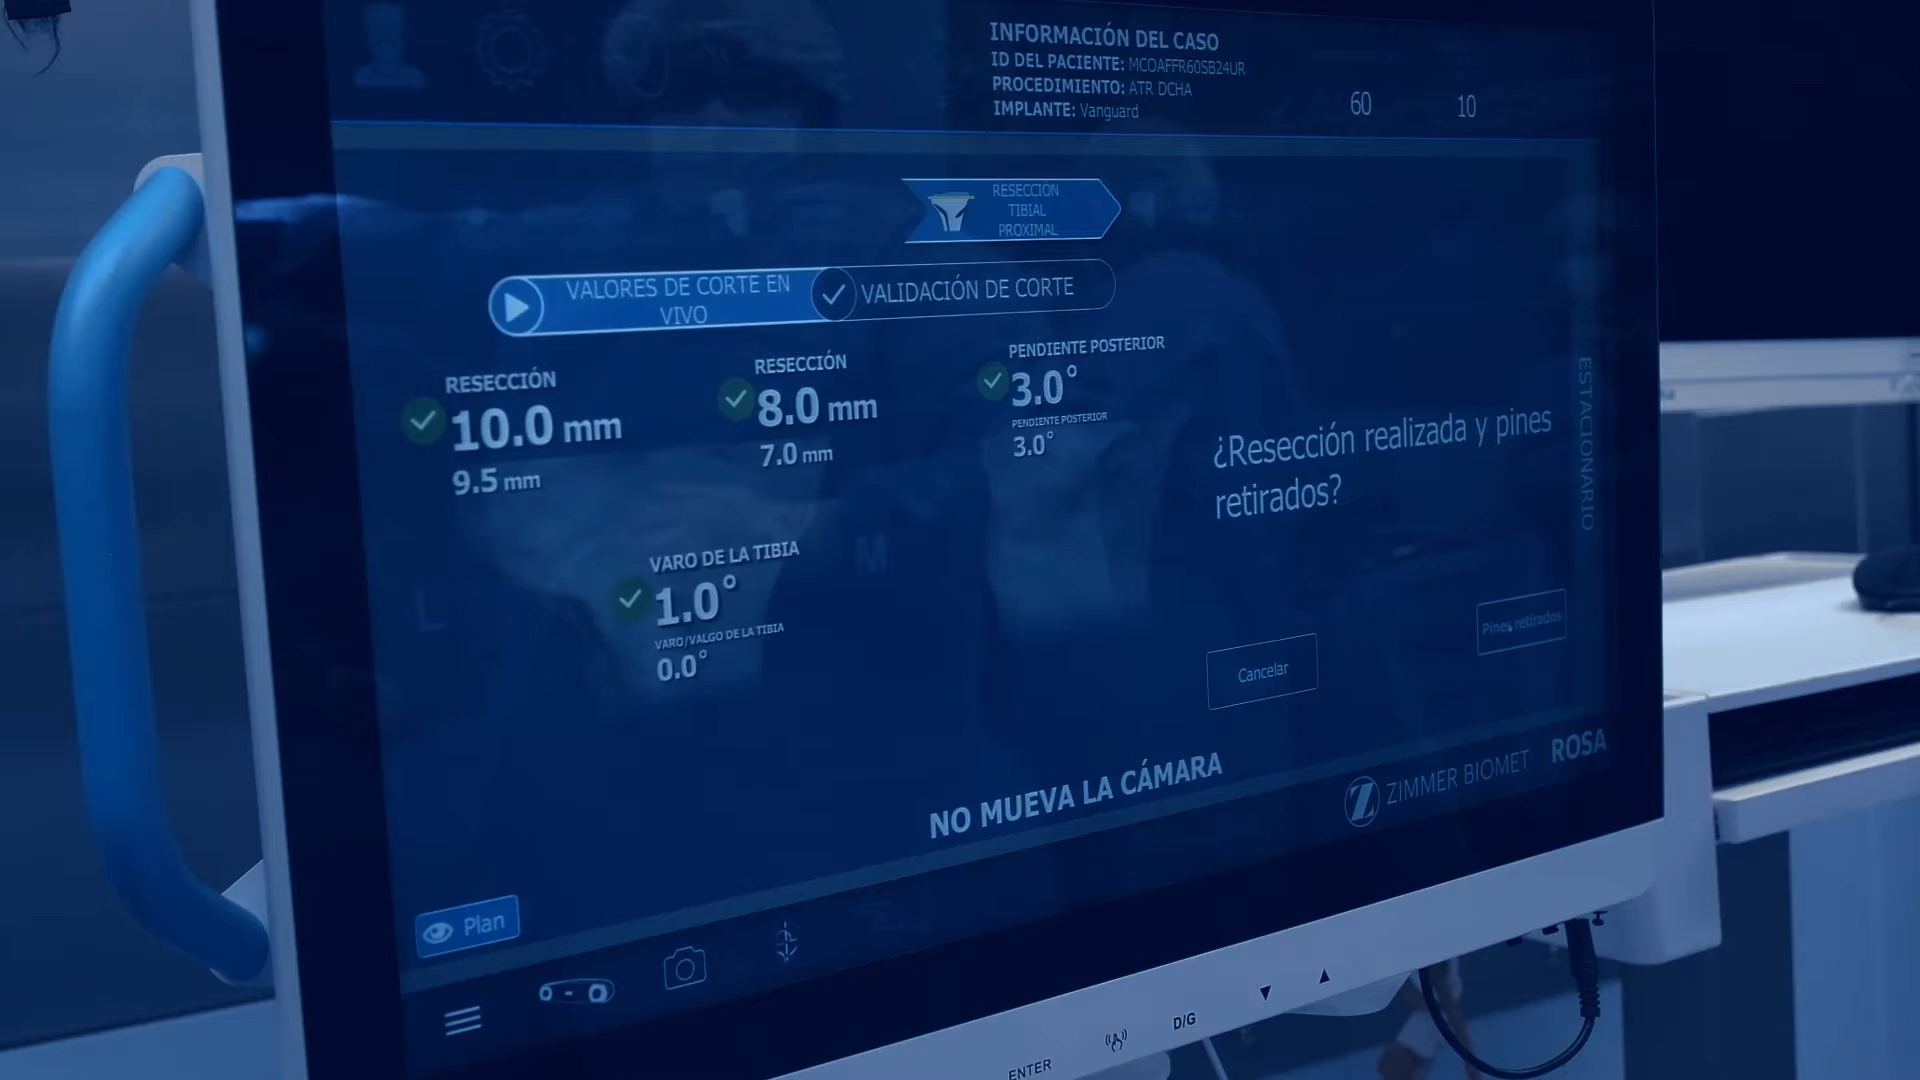 INFORMACIÓN DEL CASO
ID DEL PACIENTE: MCOAFFR60SB24UR
PROCEDIMIENTO: ATR DCHA
IMPLANTE: Vanguard
60
10
RESECCIÓN
TIBIAL
PROXIMAL
VALORES DE CORTE EN
VIVO
VALIDACIÓN DE CORTE
RESECCIÓN
10.0 mm
9.5 mm
RESECCIÓN
8.0 mm
7.0 mm
PENDIENTE POSTERIOR
3.0°
PENDIENTE POSTERIOR
3.0°
¿Resección realizada y pines
retirados?
ESTACIONARIO
L
M
VARO DE LA TIBIA
1.0°
VARO/VALGO DE LA TIBIA
0.0°
Cancelar
Pines retirados
NO MUEVA LA CÁMARA
ZIMMER BIOMET
ROSA
Plan
ENTER
D/G